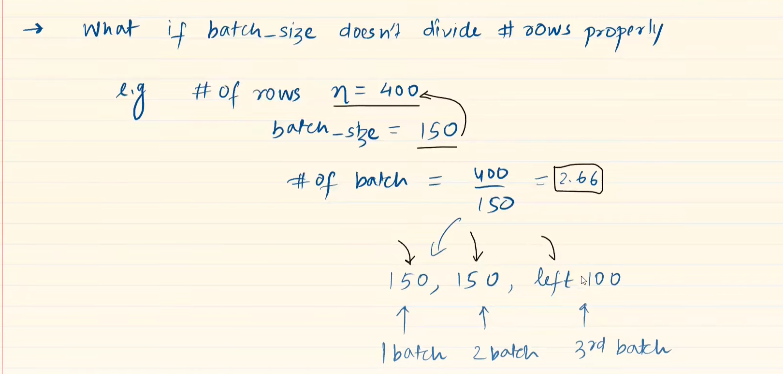 → What if batch_size doesn't divide # rows properly
e.g # of rows n = 400
batch_size = 150
# of batch = 400/150 = 2.66
150, 150, left 100
1 batch 2 batch 3rd batch